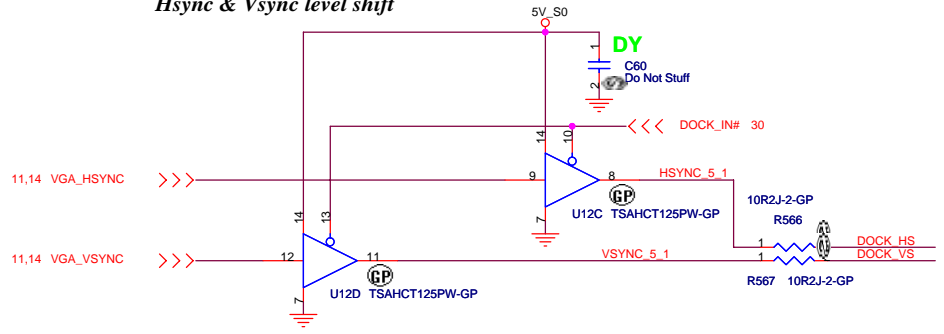 Hsync & Vsync level shift
5V_S0
1 DY
C60
Do Not Stuff
2
14 10 DOCK_IN# 30
11,14 VGA_HSYNC 9 8 HSYNC_5_1
GP
10R2J-2-GP
7 U12C TSAHCT125PW-GP R566
14 13
1 DOCK_HS
11,14 VGA_VSYNC 12 11 VSYNC_5_1 1 DOCK_VS
GP
R567 10R2J-2-GP
7 U12D TSAHCT125PW-GP